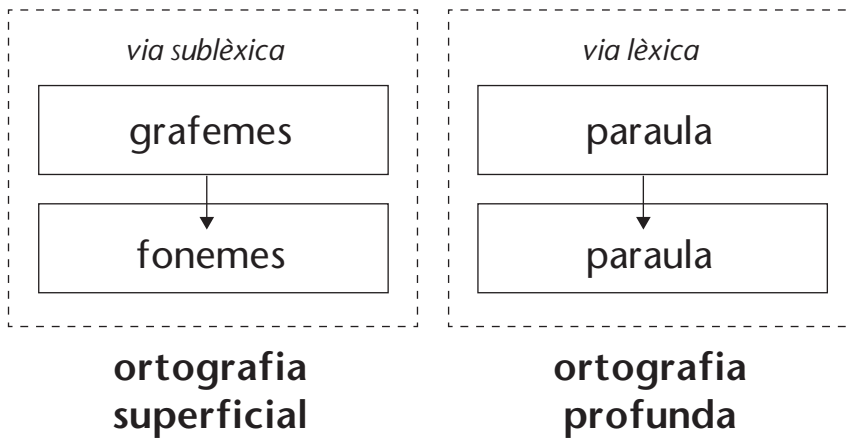 via sublèxica
grafemes
fonemes
ortografia
superficial
via lèxica
paraula
paraula
ortografia
profunda